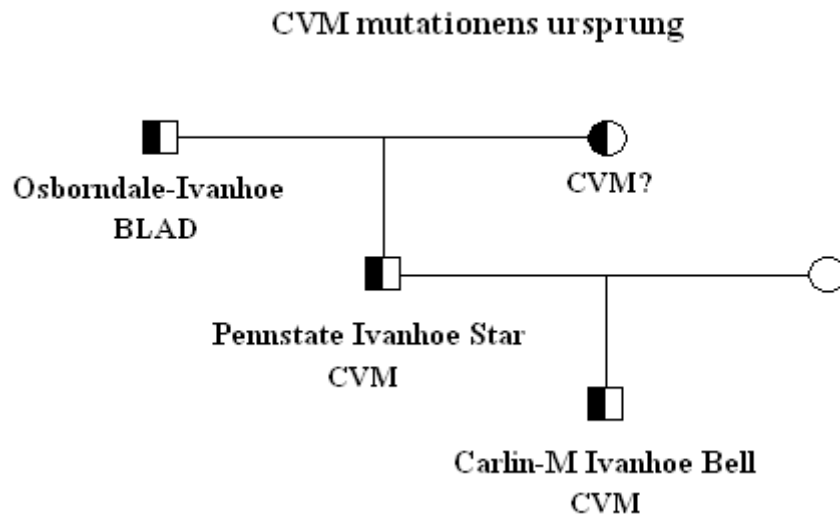 CVM mutationens ursprung
Osborndale-Ivanhoe
BLAD
CVM?
Pennstate Ivanhoe Star
CVM
Carlin-M Ivanhoe Bell
CVM